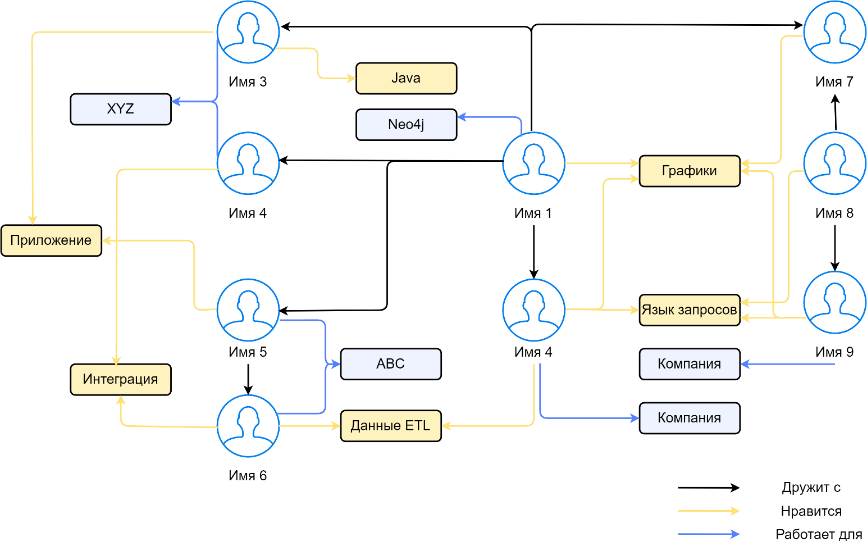 Имя 3
Имя 7
Java
XYZ
Neo4j
Графики
Имя 4
Имя 1
Имя 8
Приложение
Язык запросов
Имя 5
Имя 4
Имя 9
ABC
Компания
Интеграция
Данные ETL
Компания
Имя 6
Дружит с
Нравится
Работает для